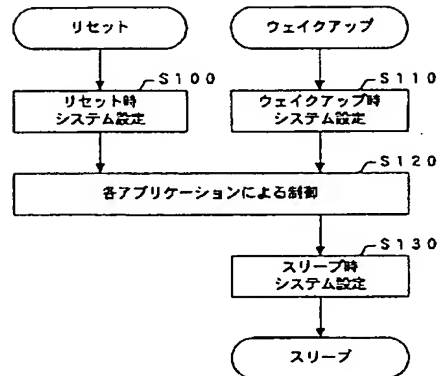 リセット
ウェイクアップ
S100
S110
リセット時
システム設定
ウェイクアップ時
システム設定
S120
各アプリケーションによる制御
S130
スリープ時
システム設定
スリープ